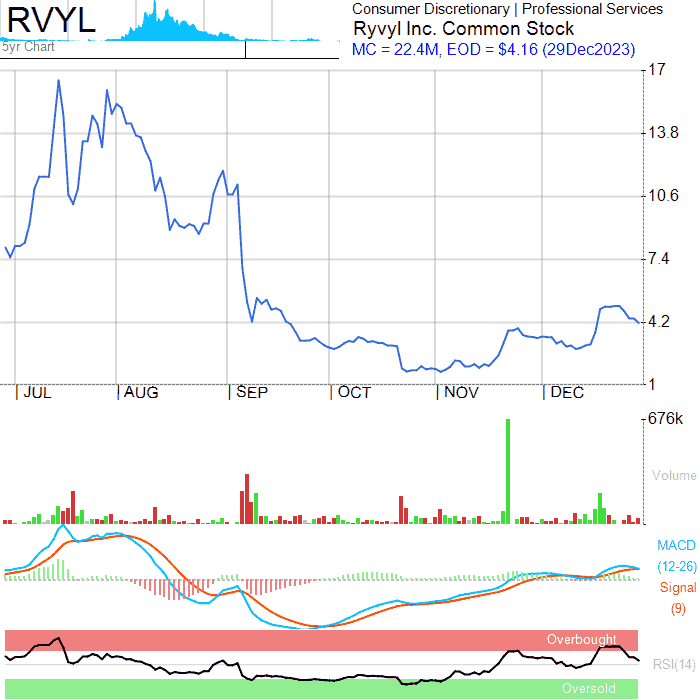 RVYL
5yr Chart
Consumer Discretionary | Professional Services
Ryvyl Inc. Common Stock
MC = 22.4M, EOD = $4.16 (29Dec2023)
17
13.8
10.6
7.4
4.2
1
JUL AUG SEP OCT NOV DEC
676k
Volume
MACD
(12-26)
Signal
(9)
Overbought
RSI(14)
Oversold